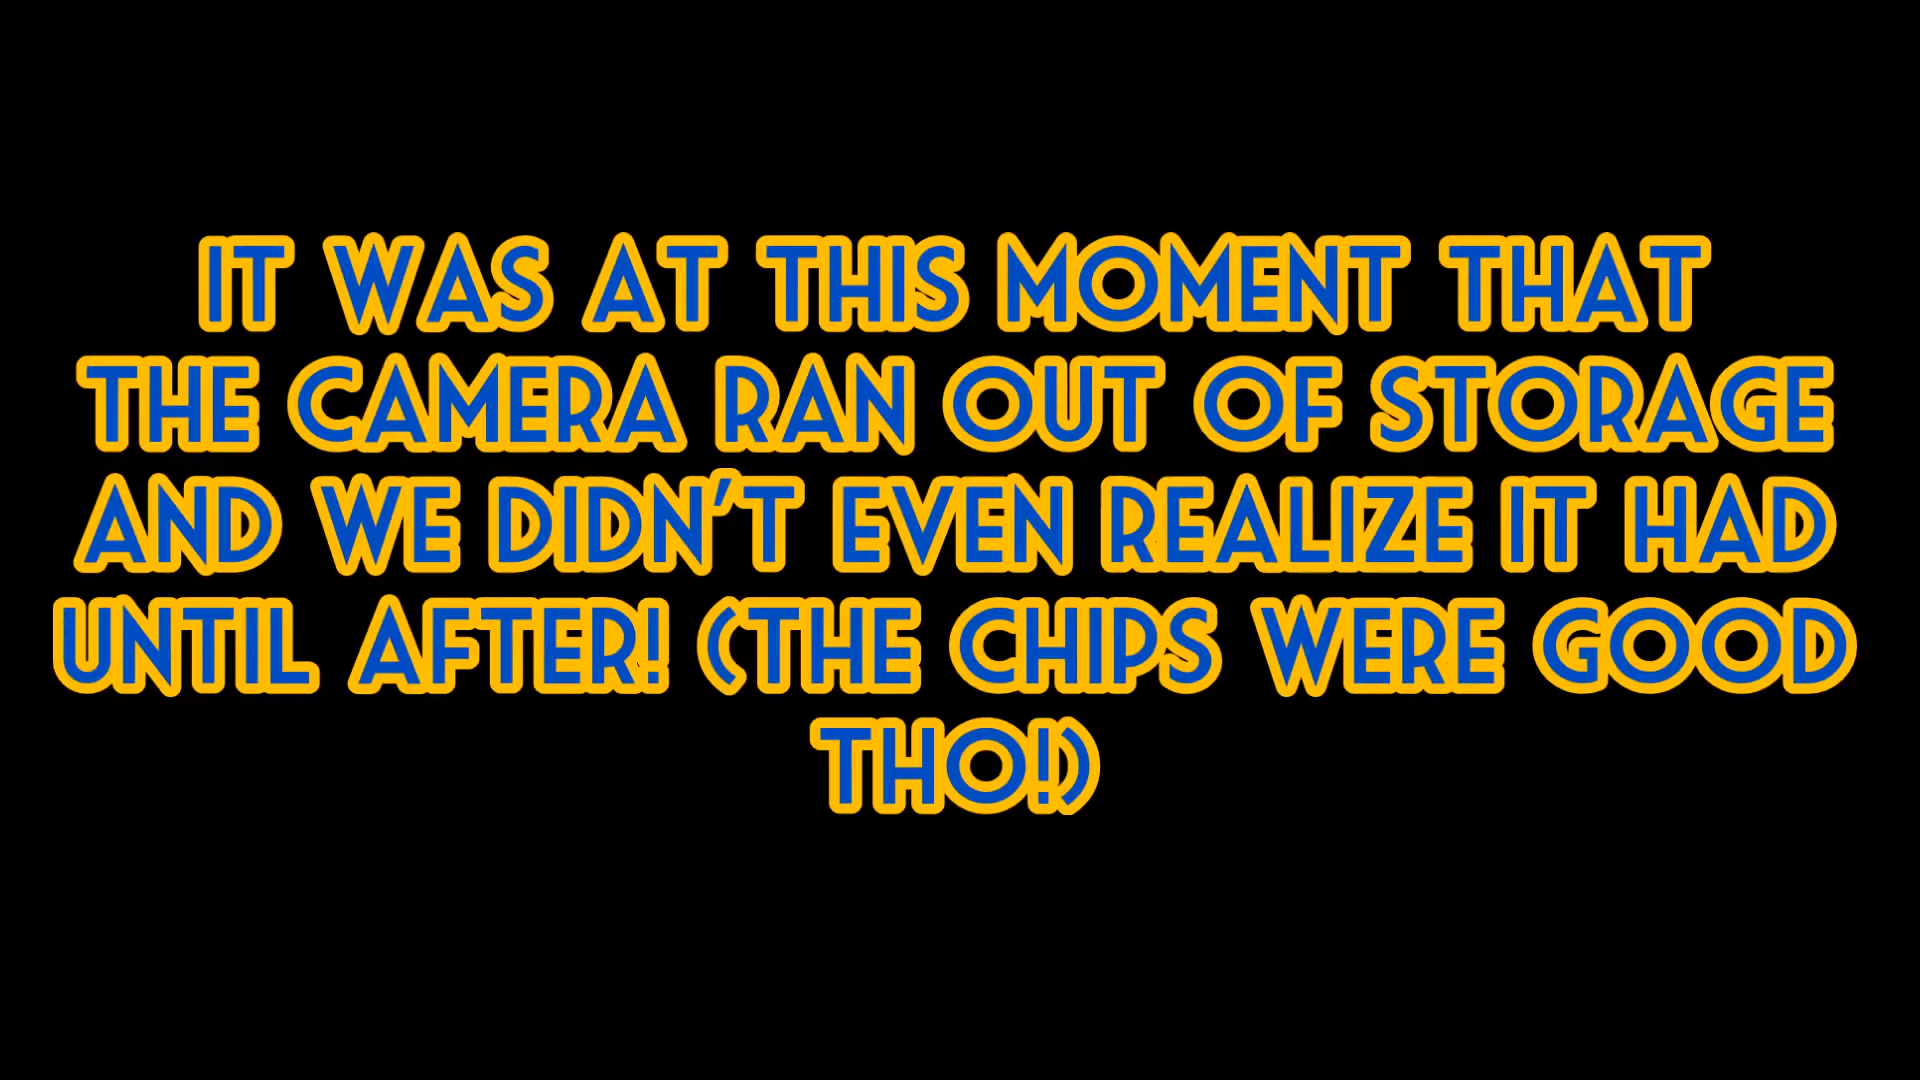 IT WAS AT THIS MOMENT THAT
THE CAMERA RAN OUT OF STORAGE
AND WE DIDN'T EVEN REALIZE IT HAD
UNTIL AFTER! (THE CHIPS WERE GOOD
THO!)